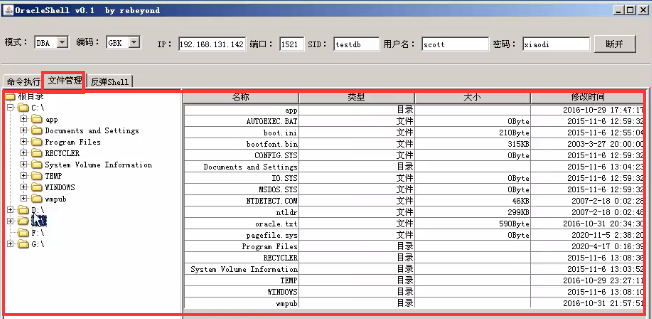 OracleShell v0.1 by rebeyond
模式： DBA 编码： GBK IP： 192.168.131.142 端口： 1521 SID： testdb 用户名： scott 密码： xiaodi 断开
命令执行 文件管理 反弹Shell
根目录
C:\
app
Documents and Settings
Program Files
RECYCLER
System Volume Information
TEMP
WINDOWS
wmpub
D:\
F:\
G:\
名称 类型 大小 修改时间
app 目录 2016-10-29 17:47:17
AUTOEXEC.BAT 文件 0Byte 2015-11-6 12:59:32
boot.ini 文件 210Byte 2015-11-6 12:55:04
bootfont.bin 文件 315KB 2003-3-27 20:00:00
CONFIG.SYS 文件 0Byte 2015-11-6 12:59:32
Documents and Settings 目录 2015-11-6 13:04:23
IO.SYS 文件 0Byte 2015-11-6 12:59:32
MSDOS.SYS 文件 0Byte 2015-11-6 12:59:32
NTDETECT.COM 文件 46KB 2007-2-18 0:02:28
ntldr 文件 299KB 2007-2-18 0:02:48
oracle.txt 文件 590Byte 2016-10-31 20:34:30
pagefile.sys 文件 0Byte 2020-11-5 2:38:20
Program Files 目录 2020-4-17 0:16:39
RECYCLER 目录 2015-11-6 13:08:38
System Volume Information 目录 2015-11-6 13:03:52
TEMP 目录 2016-10-29 23:27:11
WINDOWS 目录 2015-11-6 13:08:10
wmpub 目录 2016-10-31 21:57:51